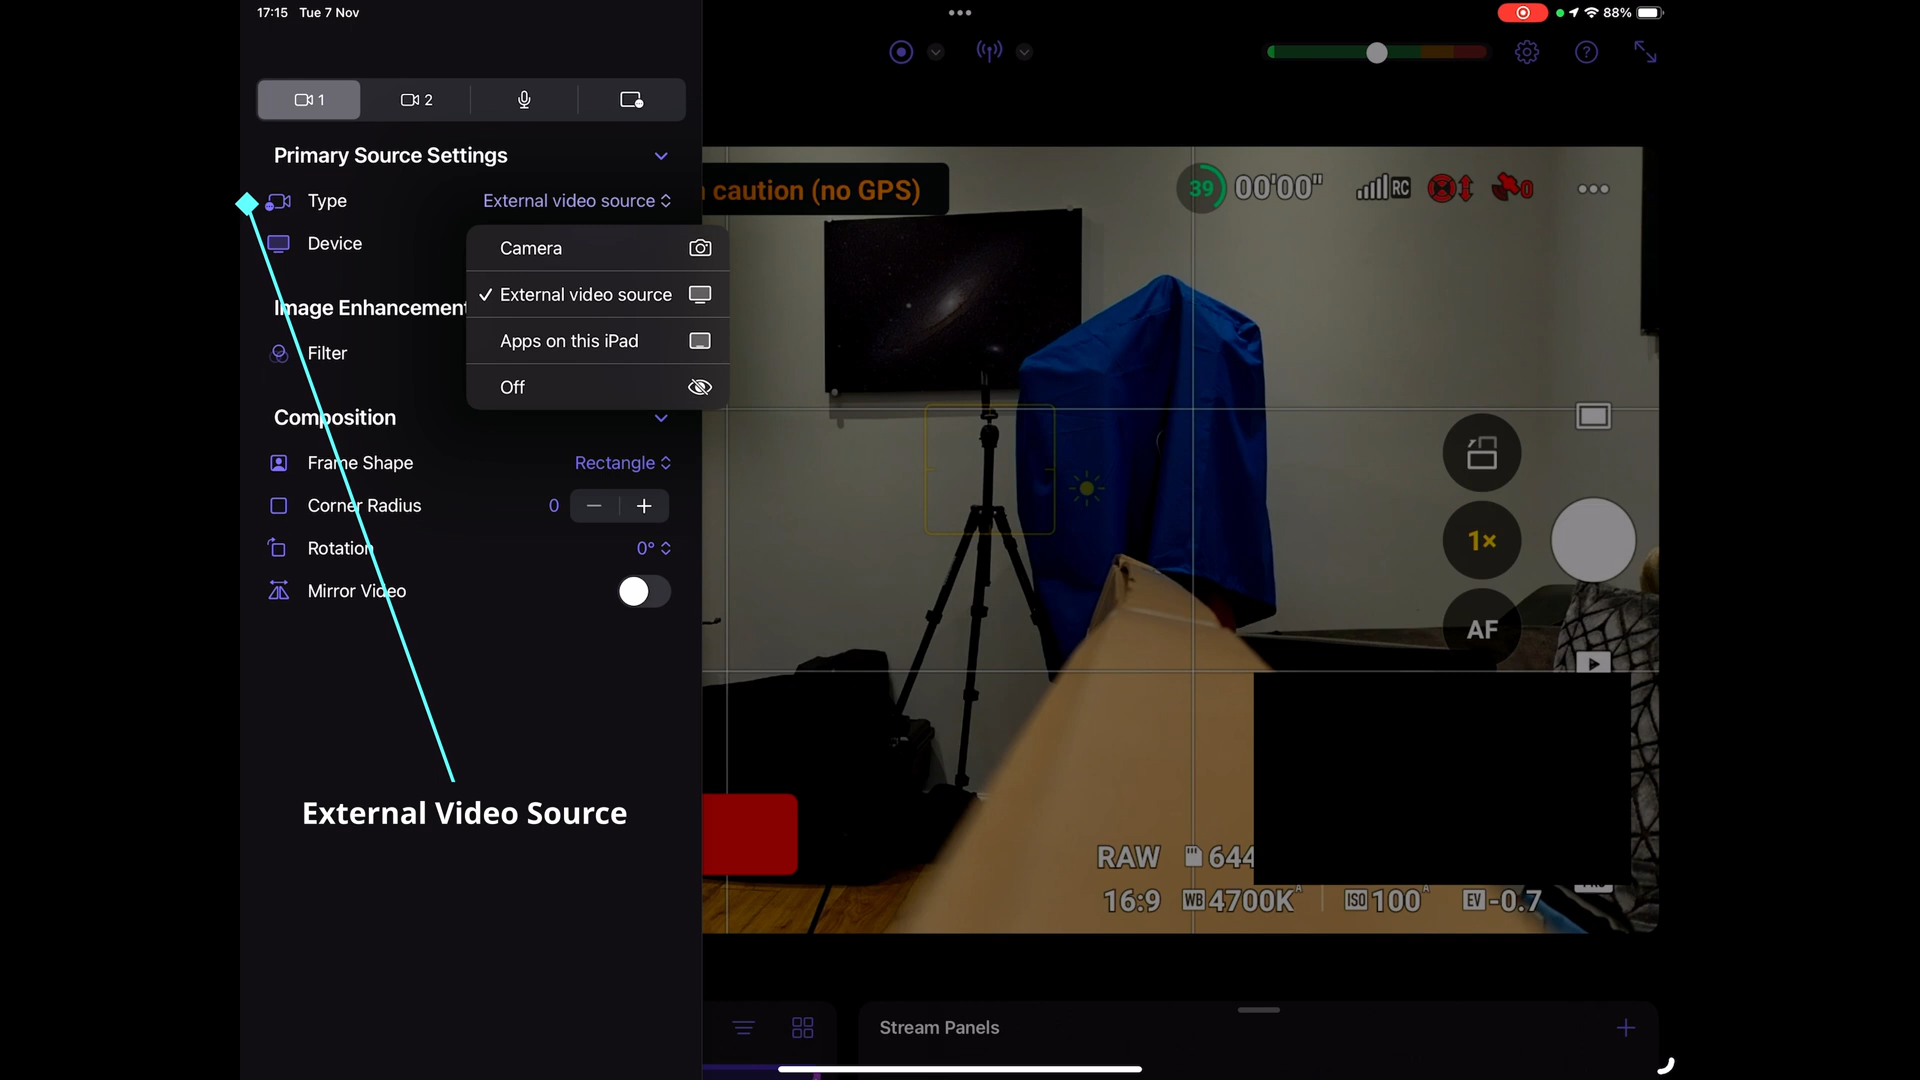 17:15 Tue 7 Nov
88%
1
2
Primary Source Settings
Type
External video source
Device
Camera
External video source
Apps on this iPad
Off
Image Enhancement
Filter
Composition
Frame Shape
Rectangle
Corner Radius
0
Rotation
0°
Mirror Video
External Video Source
caution (no GPS)
39
00'00"
RC
0
1×
AF
RAW
644
16:9
WB 4700K A
ISO 100 A
EV -0.7
Stream Panels